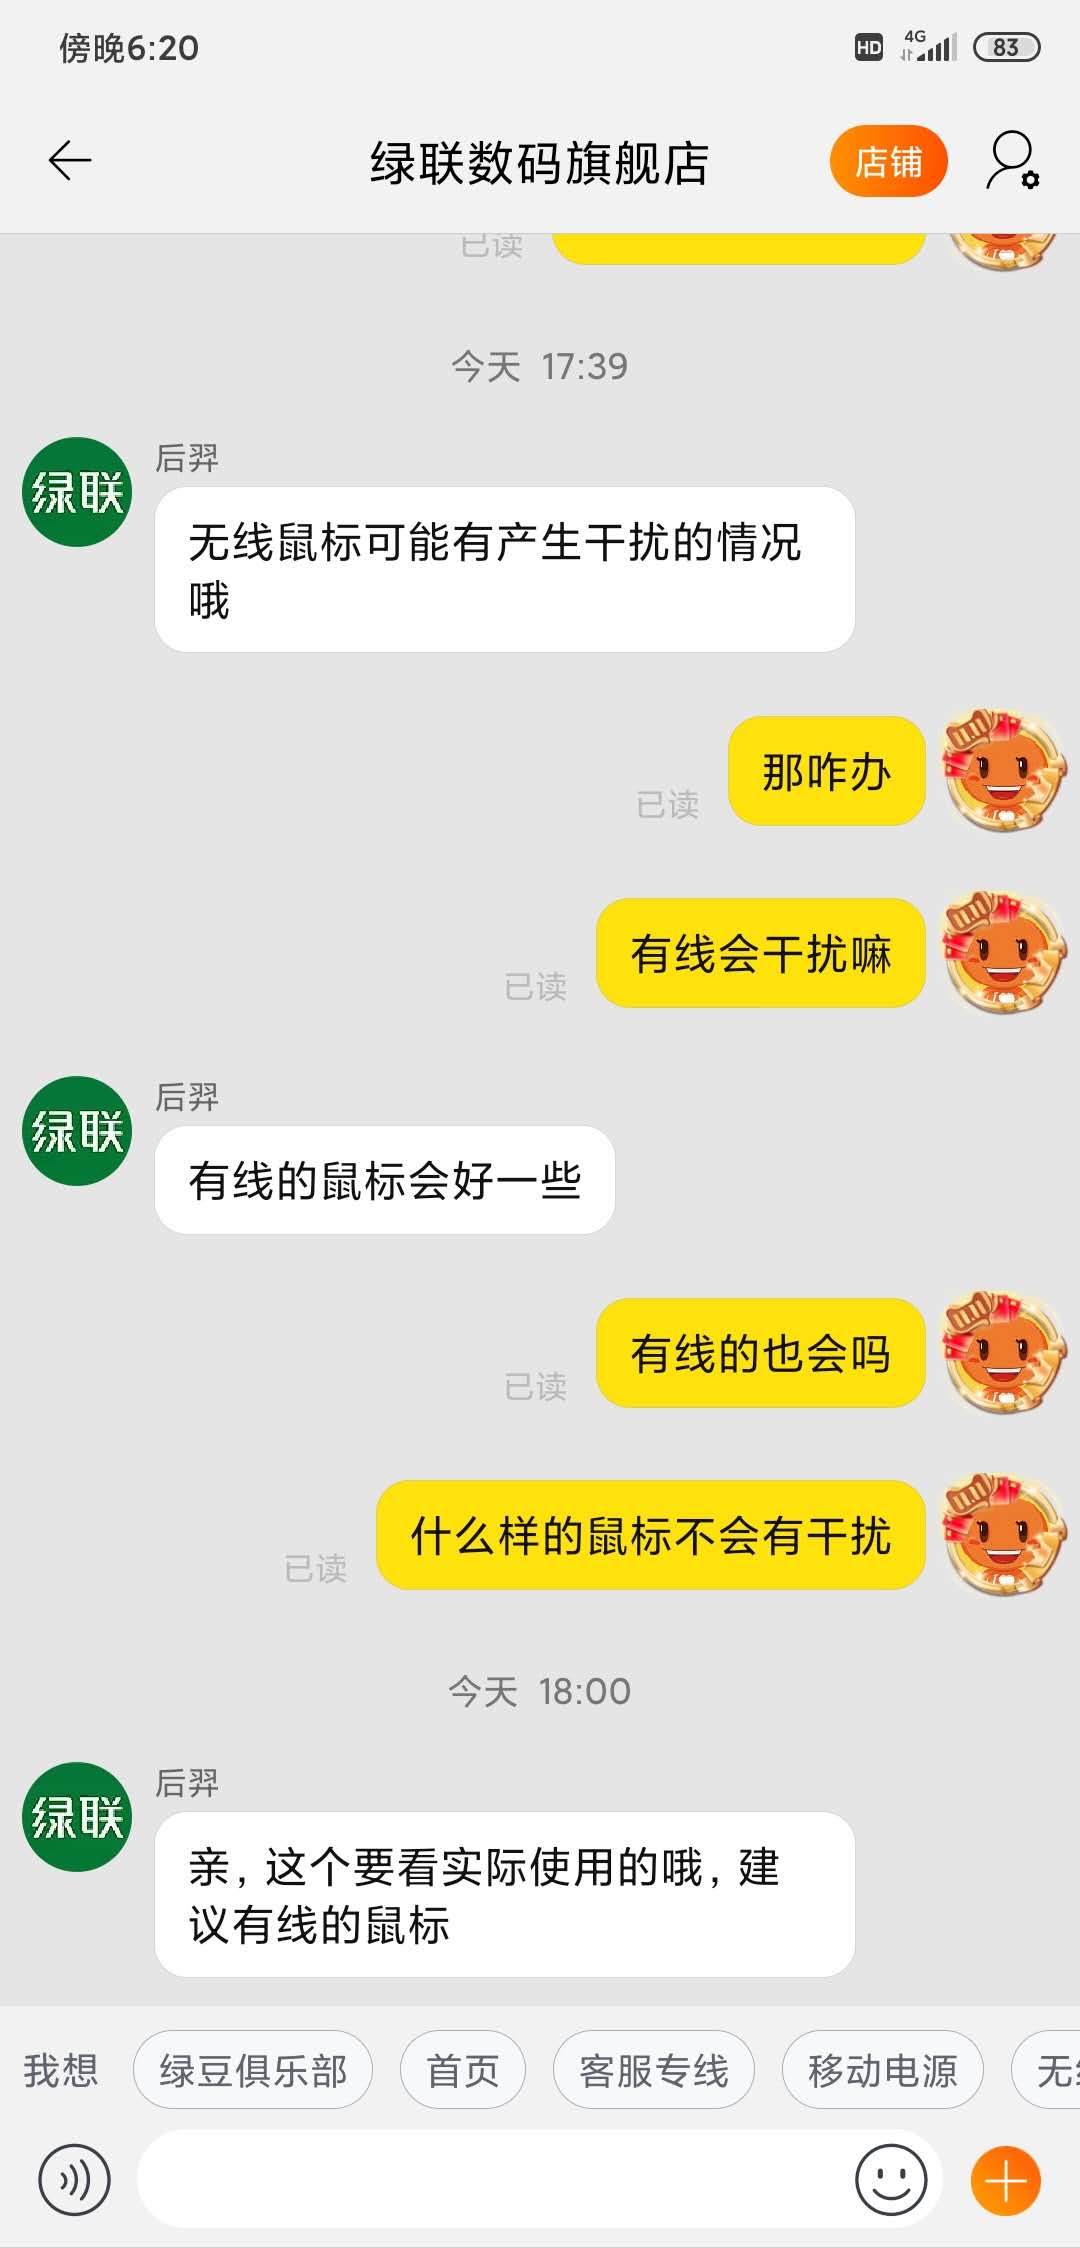 傍晚6:20
HD
4G
83
绿联数码旗舰店
店铺
已读
今天 17:39
绿联
后羿
无线鼠标可能有产生干扰的情况
哦
那咋办
已读
有线会干扰嘛
已读
绿联
后羿
有线的鼠标会好一些
有线的也会吗
已读
什么样的鼠标不会有干扰
已读
今天 18:00
绿联
后羿
亲，这个要看实际使用的哦，建
议有线的鼠标
我想
绿豆俱乐部
首页
客服专线
移动电源
无